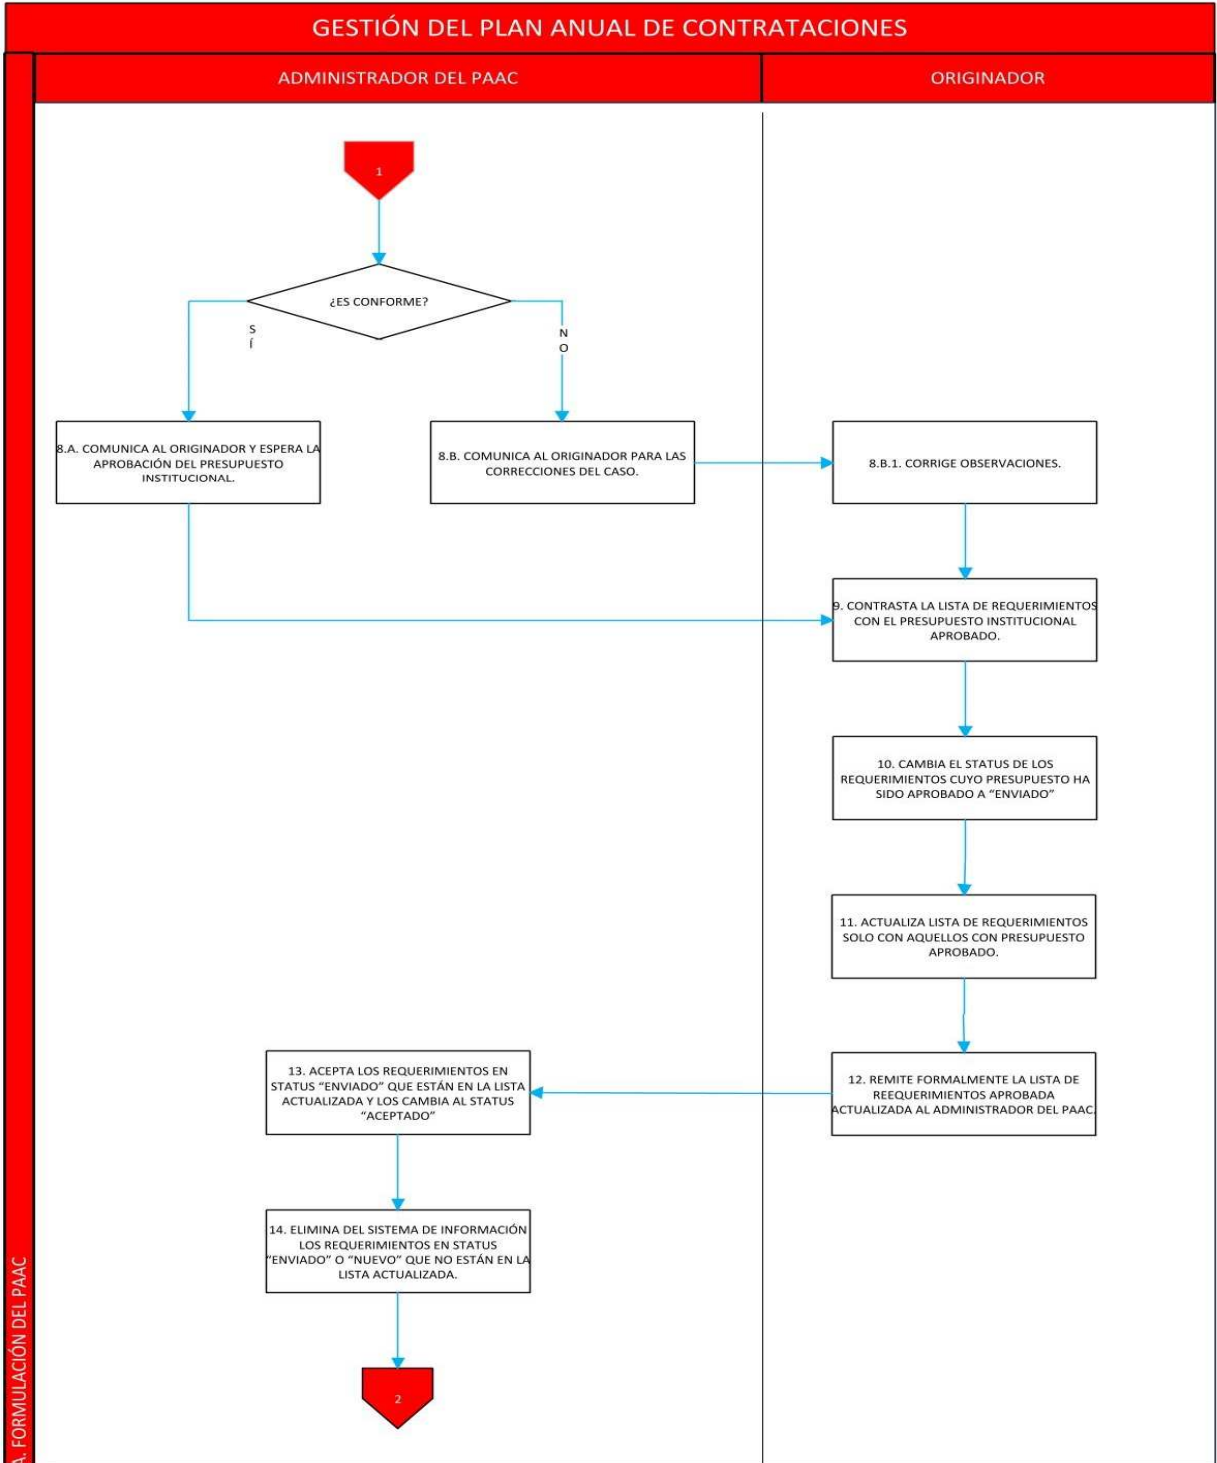 GESTIÓN DEL PLAN ANUAL DE CONTRATACIONES
ADMINISTRADOR DEL PAAC
ORIGINADOR
1
¿ES CONFORME?
S
Í
N
O
8.A. COMUNICA AL ORIGINADOR Y ESPERA LA
APROBACIÓN DEL PRESUPUESTO
INSTITUCIONAL.
8.B. COMUNICA AL ORIGINADOR PARA LAS
CORRECCIONES DEL CASO.
8.B.1. CORRIGE OBSERVACIONES.
9. CONTRASTA LA LISTA DE REQUERIMIENTOS
CON EL PRESUPUESTO INSTITUCIONAL
APROBADO.
10. CAMBIA EL STATUS DE LOS
REQUERIMIENTOS CUYO PRESUPUESTO HA
SIDO APROBADO A “ENVIADO”
11. ACTUALIZA LISTA DE REQUERIMIENTOS
SOLO CON AQUELLOS CON PRESUPUESTO
APROBADO.
12. REMITE FORMALMENTE LA LISTA DE
REEQUERIMIENTOS APROBADA
ACTUALIZADA AL ADMINISTRADOR DEL PAAC.
13. ACEPTA LOS REQUERIMIENTOS EN
STATUS “ENVIADO” QUE ESTÁN EN LA LISTA
ACTUALIZADA Y LOS CAMBIA AL STATUS
“ACEPTADO”
14. ELIMINA DEL SISTEMA DE INFORMACIÓN
LOS REQUERIMIENTOS EN STATUS
“ENVIADO” O “NUEVO” QUE NO ESTÁN EN LA
LISTA ACTUALIZADA.
2
A. FORMULACIÓN DEL PAAC